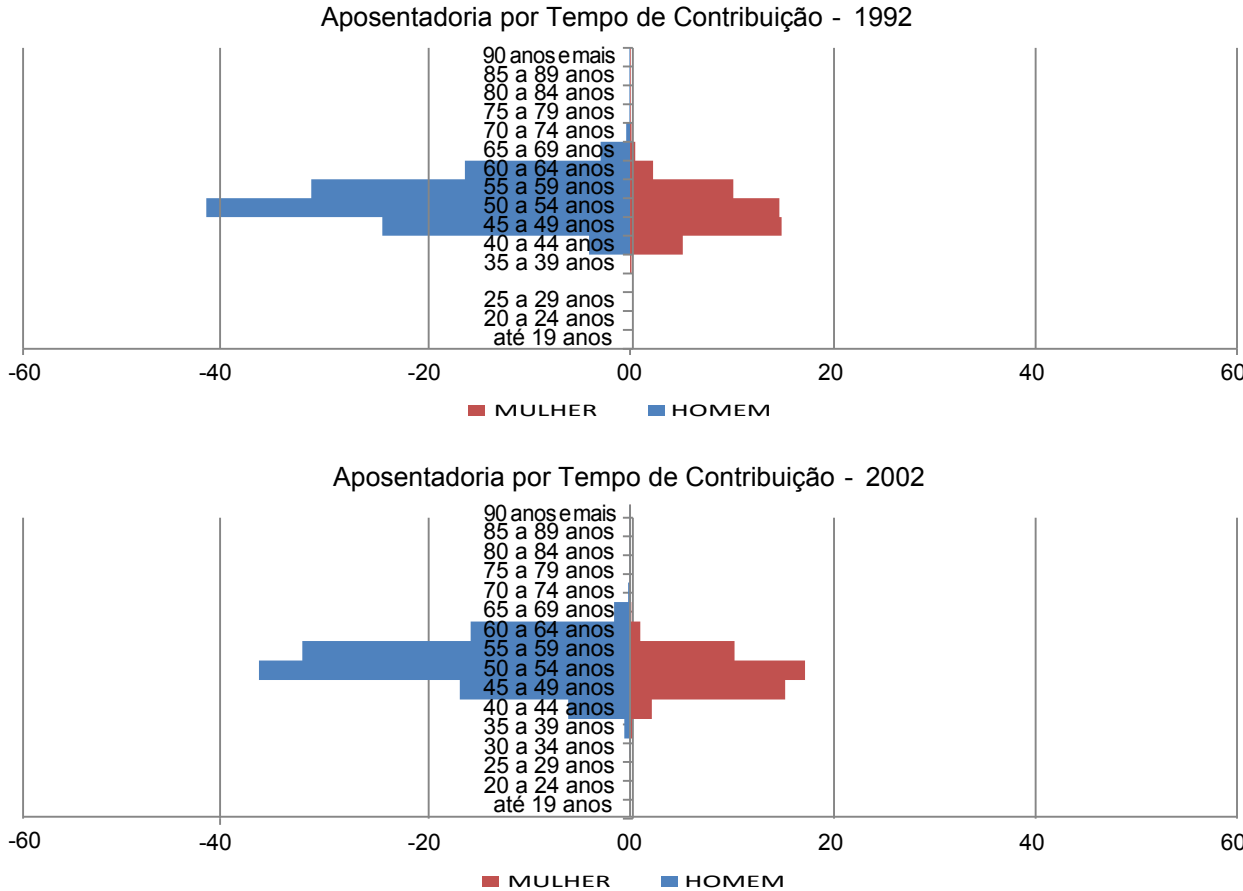 Aposentadoria por Tempo de Contribuição - 1992
90 anos e mais
85 a 89 anos
80 a 84 anos
75 a 79 anos
70 a 74 anos
65 a 69 anos
60 a 64 anos
55 a 59 anos
50 a 54 anos
45 a 49 anos
40 a 44 anos
35 a 39 anos
25 a 29 anos
20 a 24 anos
até 19 anos
-60 -40 -20 00 20 40 60
MULHER HOMEM
Aposentadoria por Tempo de Contribuição - 2002
90 anos e mais
85 a 89 anos
80 a 84 anos
75 a 79 anos
70 a 74 anos
65 a 69 anos
60 a 64 anos
55 a 59 anos
50 a 54 anos
45 a 49 anos
40 a 44 anos
35 a 39 anos
30 a 34 anos
25 a 29 anos
20 a 24 anos
até 19 anos
-60 -40 -20 00 20 40 60
MULHER HOMEM